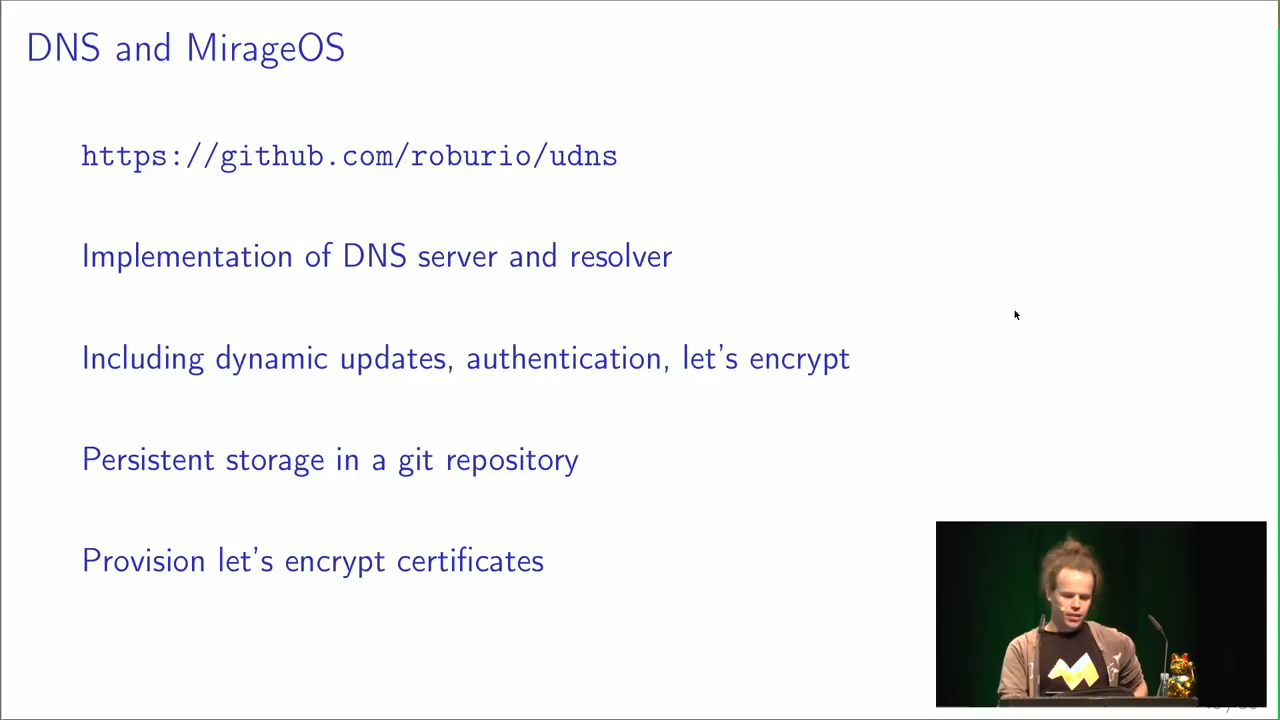 DNS and MirageOS
https://github.com/roburio/udns
Implementation of DNS server and resolver
Including dynamic updates, authentication, let's encrypt
Persistent storage in a git repository
Provision let's encrypt certificates